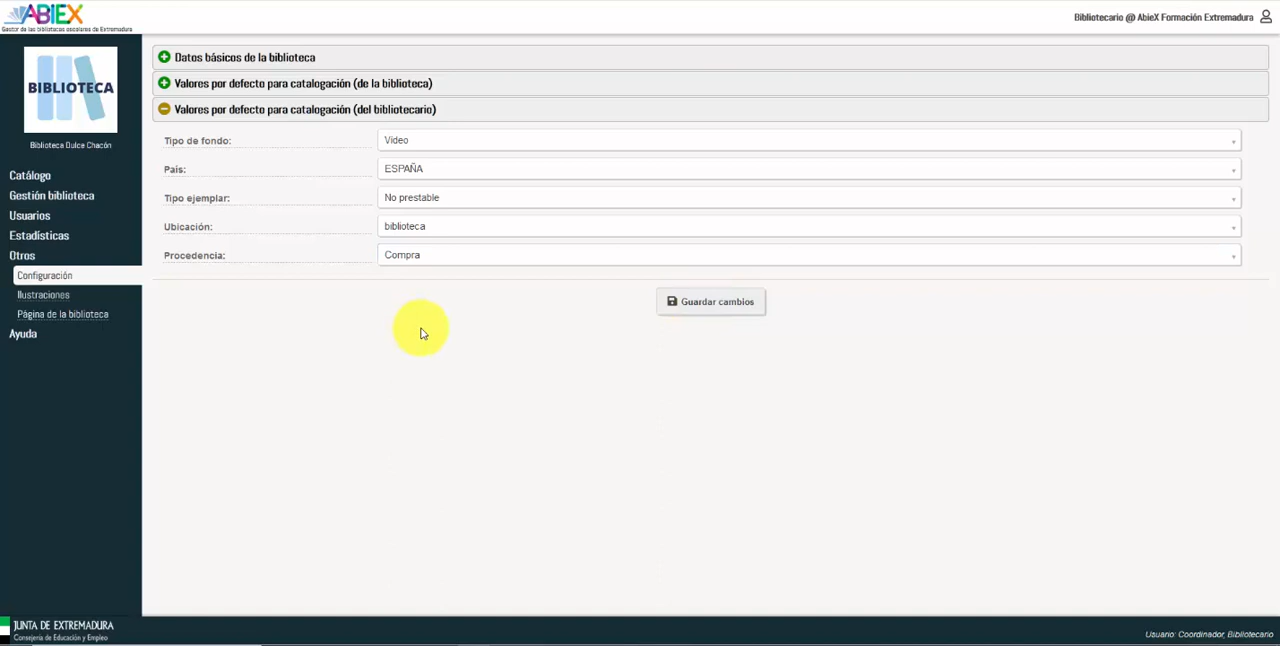 ABIEX
Gestor de las bibliotecas escolares de Extremadura
Bibliotecario @ AbieX Formación Extremadura
BIBLIOTECA
Biblioteca Dulce Chacón
Catálogo
Gestión biblioteca
Usuarios
Estadísticas
Otros
Configuración
Ilustraciones
Página de la biblioteca
Ayuda
Datos básicos de la biblioteca
Valores por defecto para catalogación (de la biblioteca)
Valores por defecto para catalogación (del bibliotecario)
Tipo de fondo: Vídeo
País: ESPAÑA
Tipo ejemplar: No prestable
Ubicación: biblioteca
Procedencia: Compra
Guardar cambios
JUNTA DE EXTREMADURA
Consejería de Educación y Empleo
Usuario: Coordinador, Bibliotecario